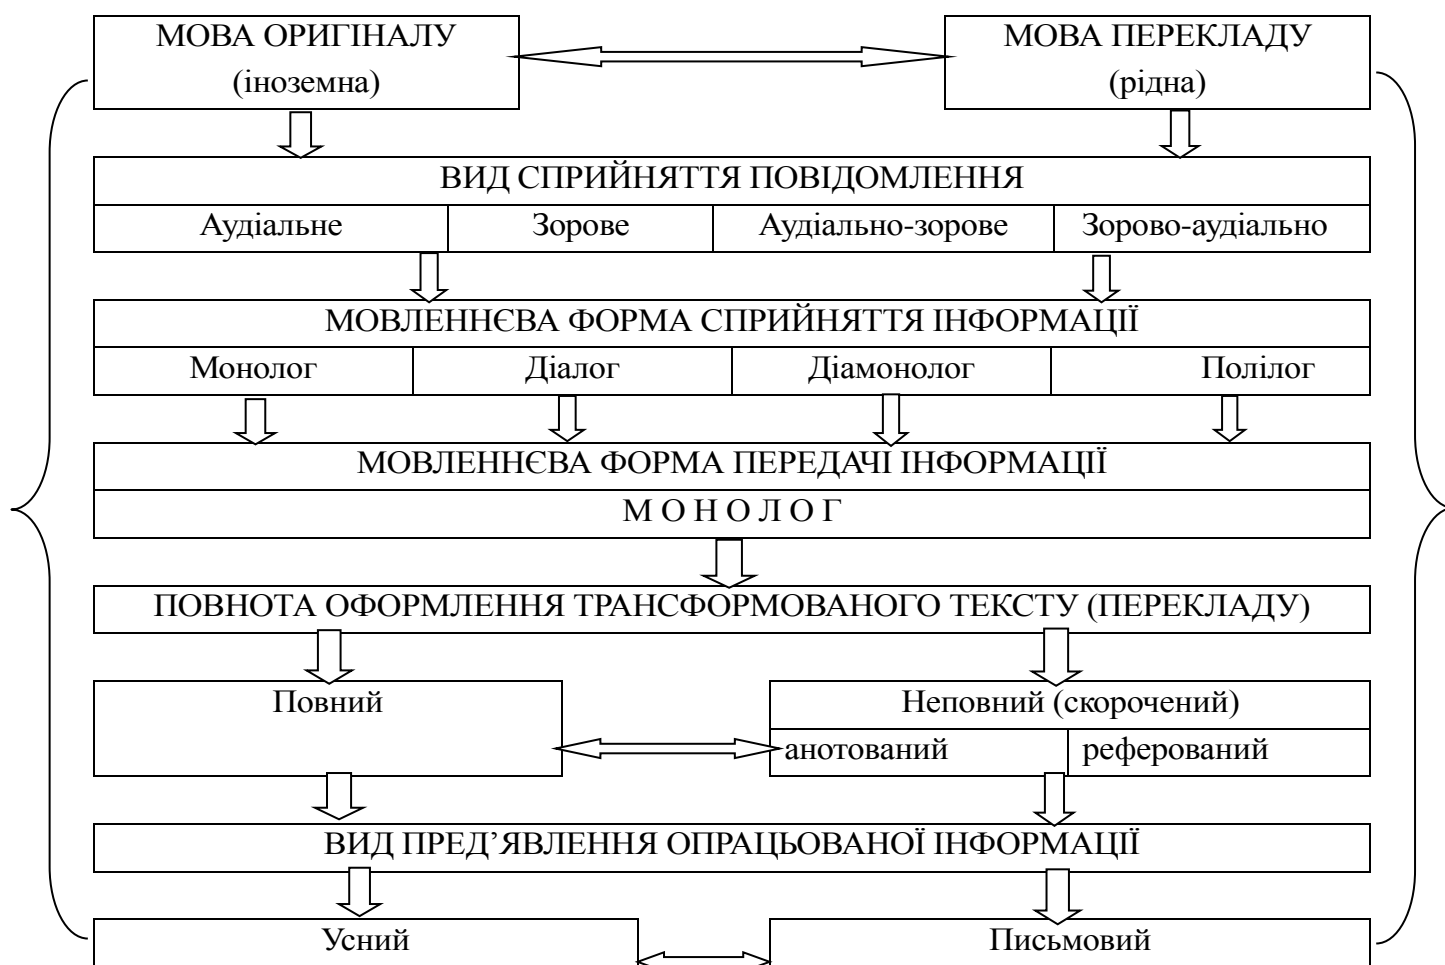 МОВА ОРИГІНАЛУ
(іноземна)
МОВА ПЕРЕКЛАДУ
(рідна)
ВИД СПРИЙНЯТТЯ ПОВІДОМЛЕННЯ
Аудіальне Зорове Аудіально-зорове Зорово-аудіально
МОВЛЕННЄВА ФОРМА СПРИЙНЯТТЯ ІНФОРМАЦІЇ
Монолог Діалог Діамонолог Полілог
МОВЛЕННЄВА ФОРМА ПЕРЕДАЧІ ІНФОРМАЦІЇ
М О Н О Л О Г
ПОВНОТА ОФОРМЛЕННЯ ТРАНСФОРМОВАНОГО ТЕКСТУ (ПЕРЕКЛАДУ)
Повний Неповний (скорочений)
анотований реферований
ВИД ПРЕД’ЯВЛЕННЯ ОПРАЦЬОВАНОЇ ІНФОРМАЦІЇ
Усний Письмовий